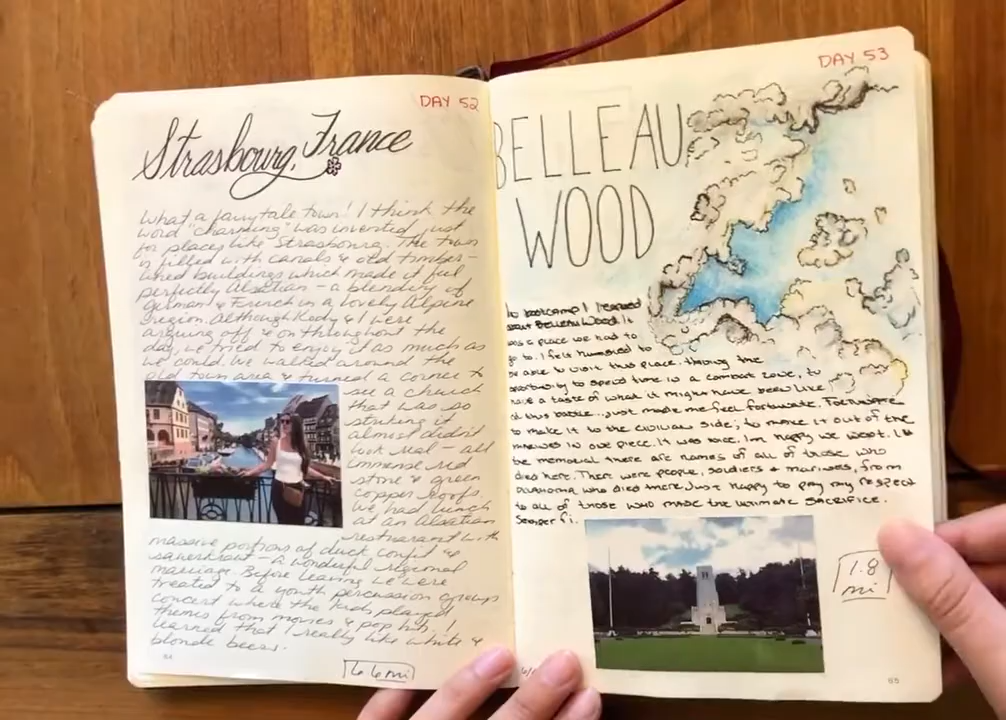 DAY 52
Strasbourg, France
What a fairytale town! I think the
word "charming" was invented just
for places like Strasbourg. The town
is filled with canals & old timber-
lined buildings which made it feel
perfectly Alsatian - a blending of
German & French in a lovely Alpine
region. Although Kody & I were
arguing off & on throughout the
day, we tried to enjoy it as much as
we could. We walked around the
old town area & turned a corner to
see a church
that was so
striking it
almost didn't
look real - all
immense red
stone & green
copper roofs.
We had lunch
at an Alsatian
restaurant with
massive portions of duck confit &
sauerkraut - a wonderful regional
marriage. Before leaving we were
treated to a youth percussion group
concert where the kids played
themes from movies & pop hits! I
learned that I really like white &
blonde beers.
64
6.6 mi
DAY 53
BELLEAU
WOOD
In bootcamp I learned
about Belleau Wood. It
was a place we had to
go to. I felt humbled to
be able to visit this place. Having the
opportunity to spend time in a combat zone, to
have a taste of what it might have been like
at this battle... just made me feel fortunate. Fortunate
to make it to the civilian side; to make it out of the
marines in one piece. It was nice. I'm happy we went. In
the memorial there are names of all of those who
died here. There were people, soldiers & marines, from
Oklahoma who died there. Just happy to pay my respect
to all of those who made the ultimate sacrifice.
Semper fi.
1.8
mi
65